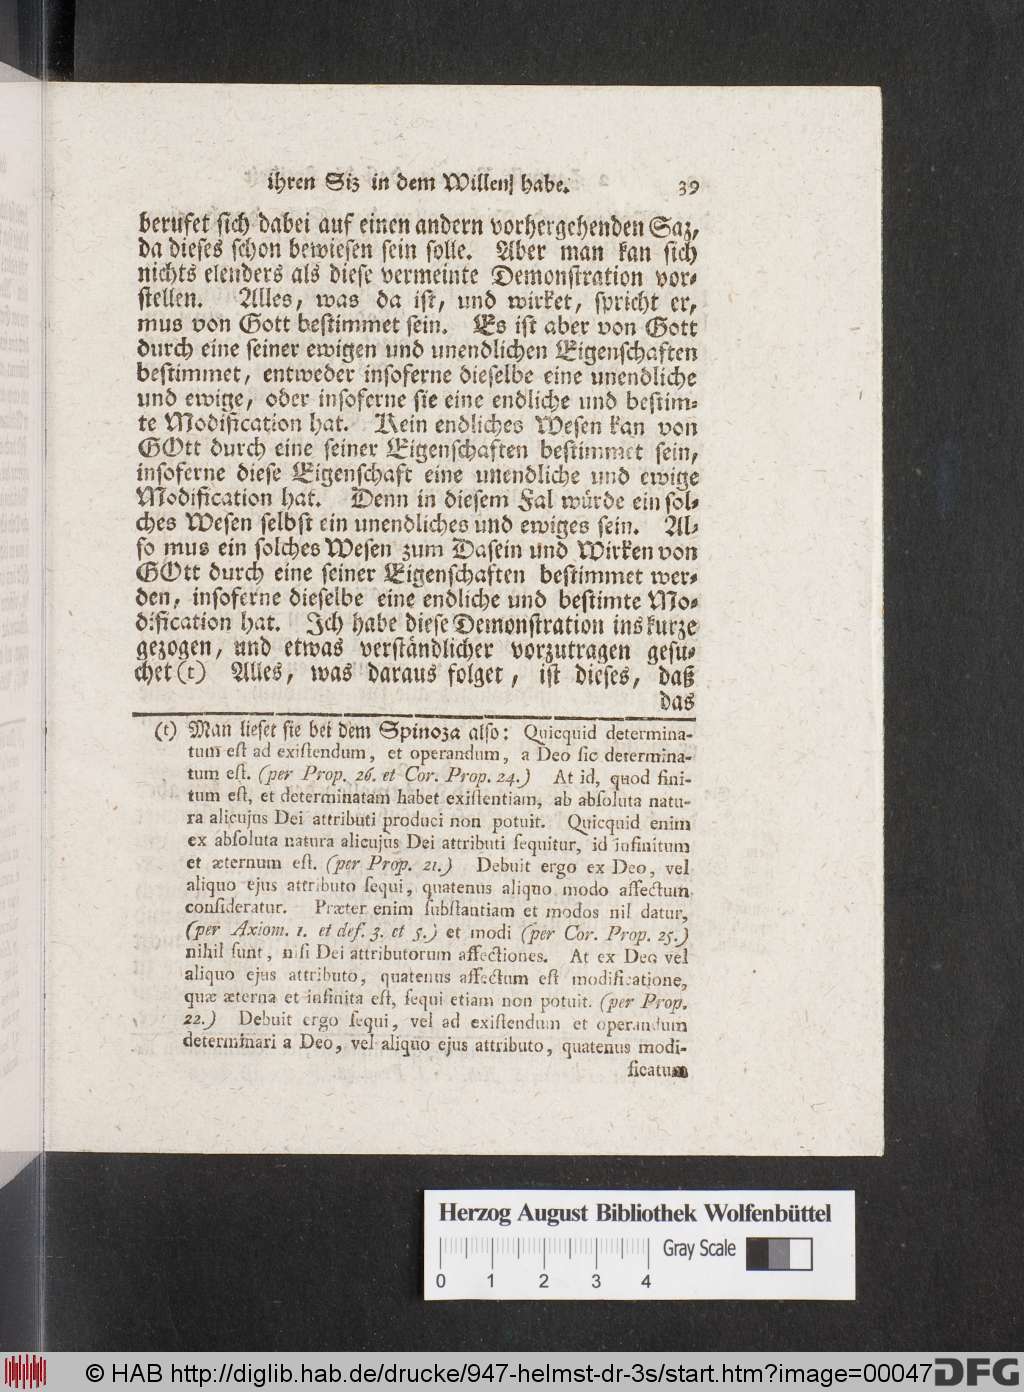 ihren Siz in dem Willen habe. 39
berufet sich dabei auf einen andern vorhergehenden Saz,
da dieses schon bewiesen sein solle. Aber man kan sich
nichts elenders als diese vermeinte Demonstration vor-
stellen. Alles, was da ist, und wirket, spricht er,
mus von Gott bestimmet sein. Es ist aber von Gott
durch eine seiner ewigen und unendlichen Eigenschaften
bestimmet, entweder insoferne dieselbe eine unendliche
und ewige, oder insoferne sie eine endliche und bestim-
te Modification hat. Kein endliches Wesen kan von
GOtt durch eine seiner Eigenschaften bestimmet sein,
insoferne diese Eigenschaft eine unendliche und ewige
Modification hat. Denn in diesem Fal würde ein sol-
ches Wesen selbst ein unendliches und ewiges sein. Al-
so mus ein solches Wesen zum Dasein und Wirken von
GOtt durch eine seiner Eigenschaften bestimmet wer-
den, insoferne dieselbe eine endliche und bestimte Mo-
dification hat. Ich habe diese Demonstration ins kurze
gezogen, und etwas verständlicher vorzutragen gesu-
chet (t) Alles, was daraus folget, ist dieses, daß
das
(t) Man lieset sie bei dem Spinoza also: Quicquid determina-
tum est ad existendum, et operandum, a Deo sic determina-
tum est. (per Prop. 26. et Cor. Prop. 24.) At id, quod fini-
tum est, et determinatam habet existentiam, ab absoluta natu-
ra alicujus Dei attributi produci non potuit. Quicquid enim
ex absoluta natura alicujus Dei attributi sequitur, id infinitum
et æternum est. (per Prop. 21.) Debuit ergo ex Deo, vel
aliquo ejus attributo sequi, quatenus aliquo modo affectum
consideratur. Præter enim substantiam et modos nil datur,
(per Axiom. 1. et def. 3. et 5.) et modi (per Cor. Prop. 25.)
nihil sunt, nisi Dei attributorum affectiones. At ex Deo vel
aliquo ejus attributo, quatenus affectum est modificatione,
quæ æterna et infinita est, sequi etiam non potuit. (per Prop.
22.) Debuit ergo sequi, vel ad existendum et operandum
determinari a Deo, vel aliquo ejus attributo, quatenus modi-
ficatum
Herzog August Bibliothek Wolfenbüttel
Gray Scale
0 1 2 3 4
© HAB http://diglib.hab.de/drucke/947-helmst-dr-3s/start.htm?image=00047
DFG